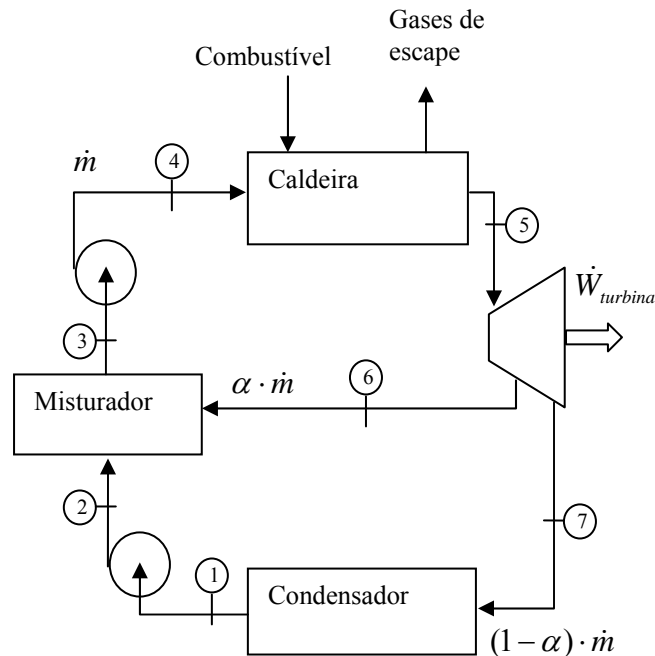 Gases de
escape
Combustível
ṁ
4
Caldeira
5
Ẇturbina
3
6
α · ṁ
Misturador
2
7
1
Condensador
(1−α) · ṁ